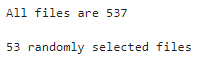 All files are 537
53 randomly selected files